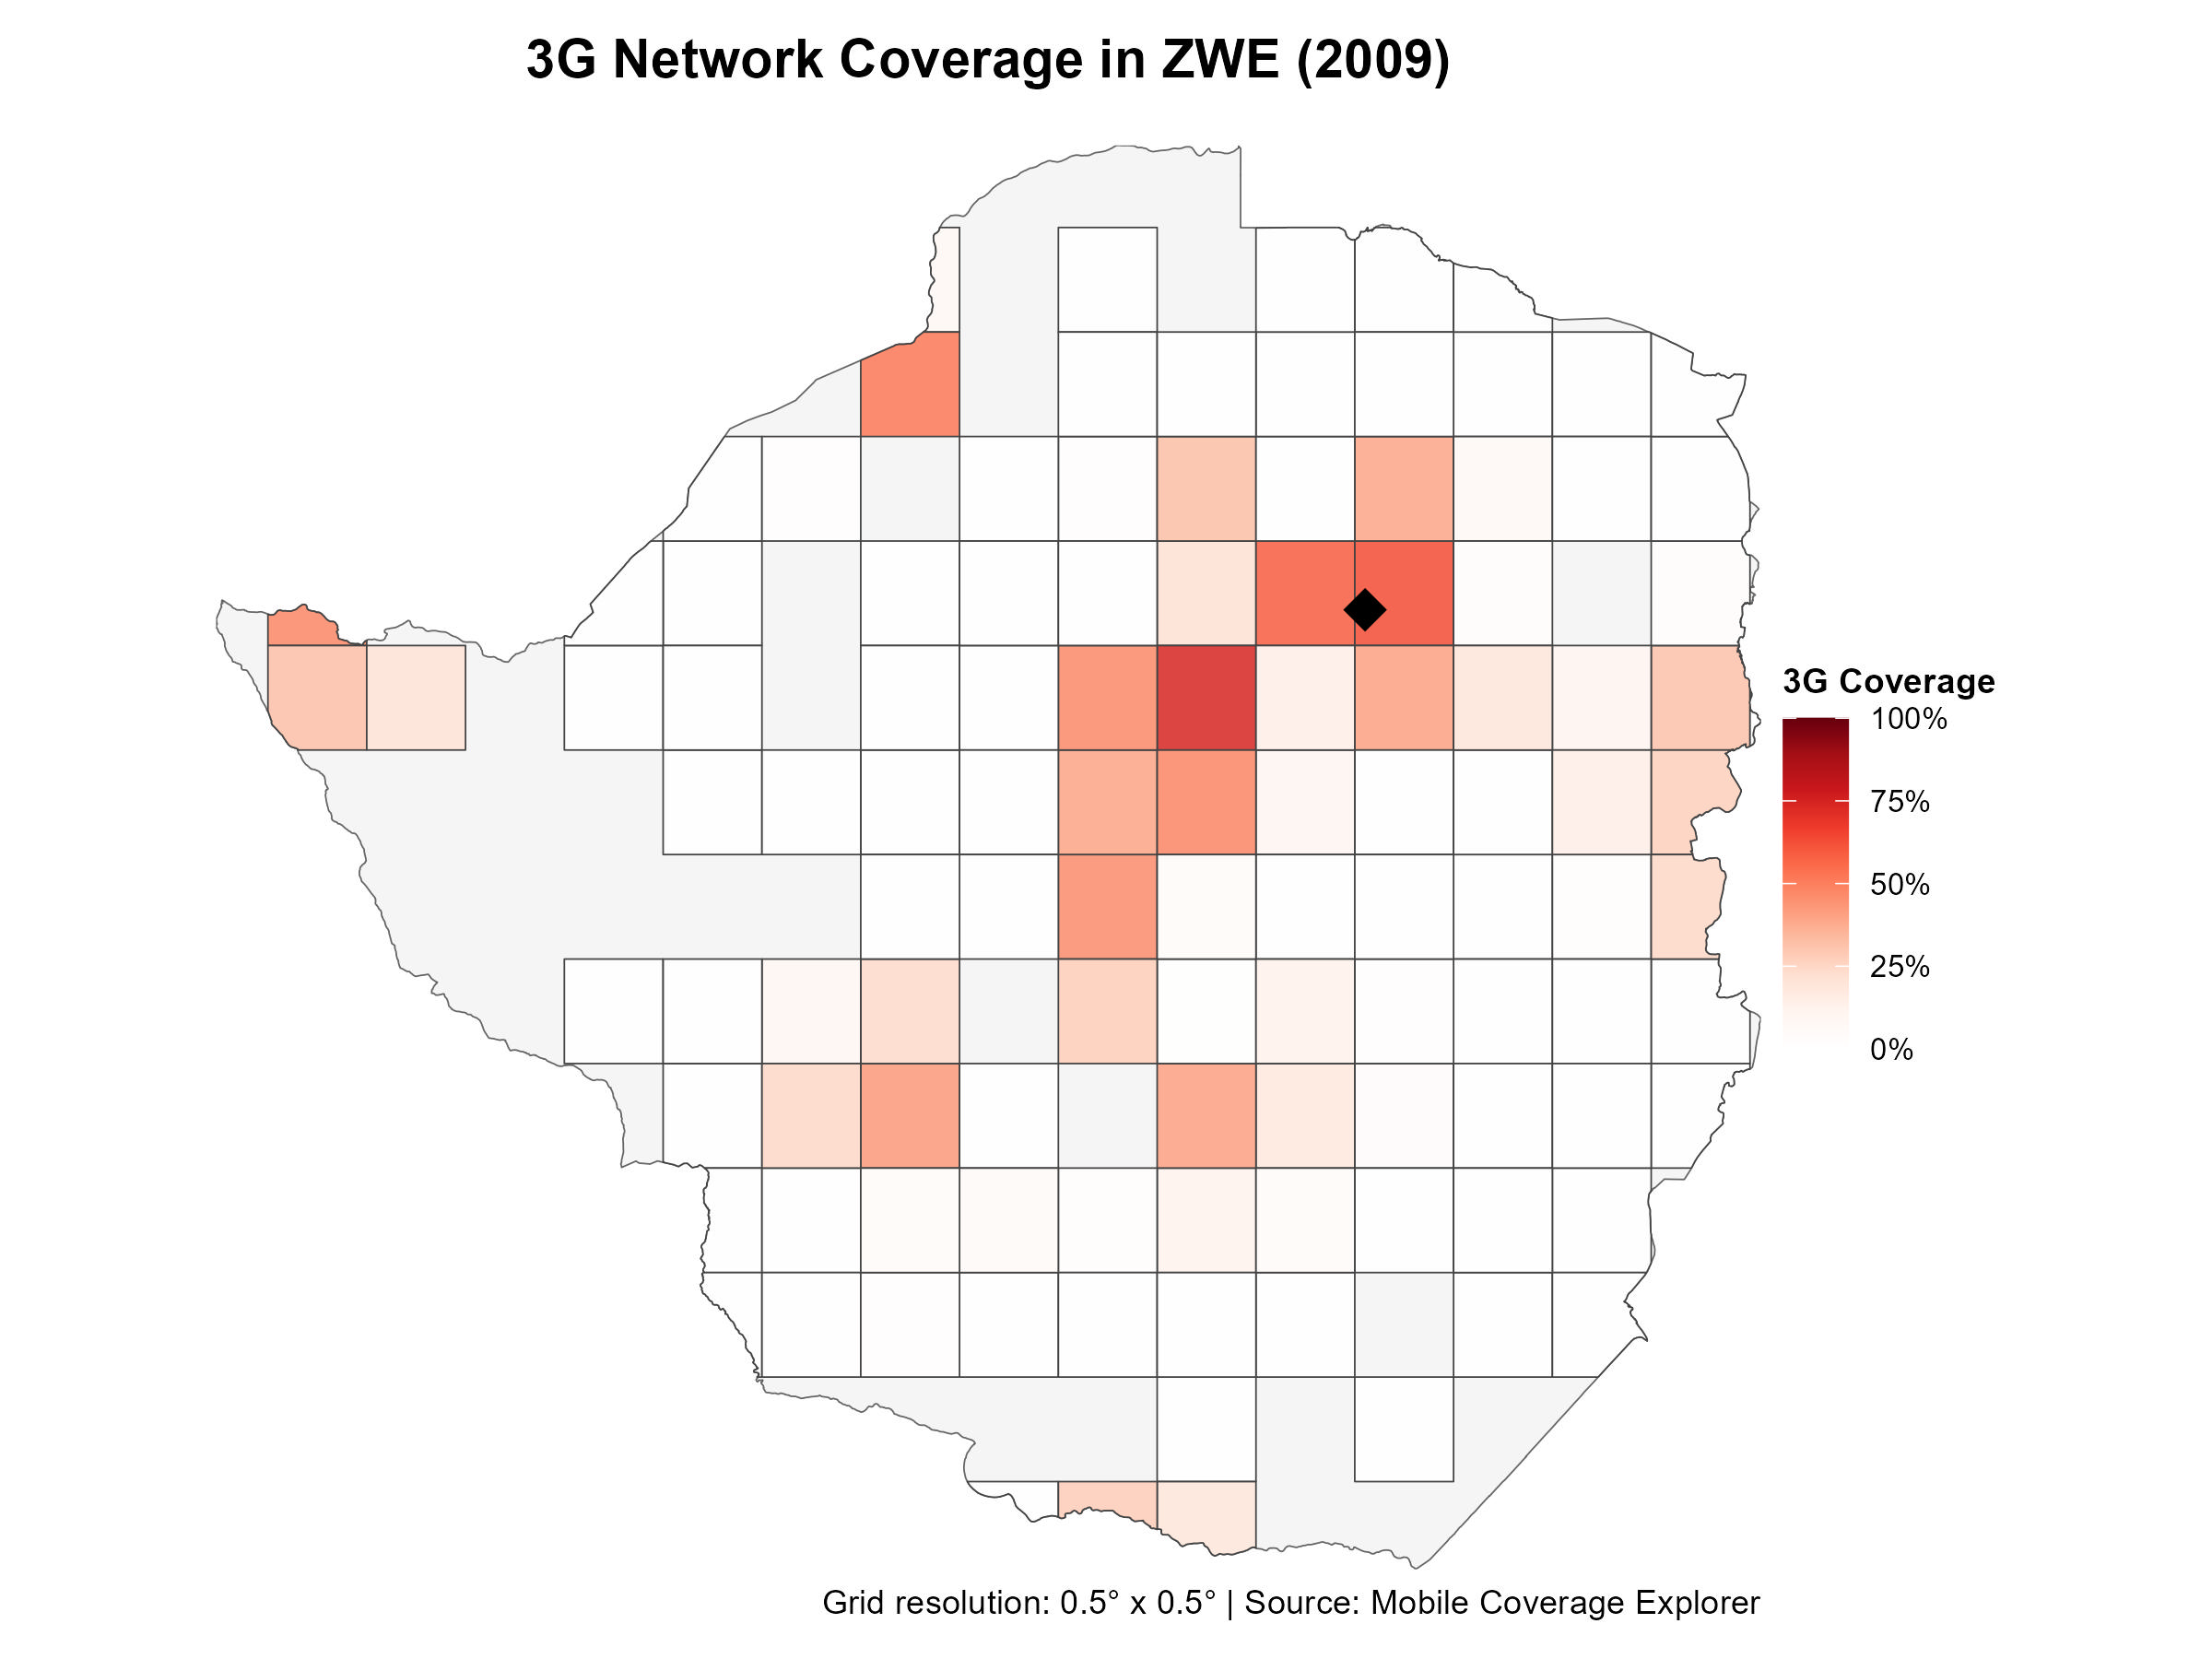 3G Network Coverage in ZWE (2009)
3G Coverage
100%
75%
50%
25%
0%
Grid resolution: 0.5° x 0.5° | Source: Mobile Coverage Explorer